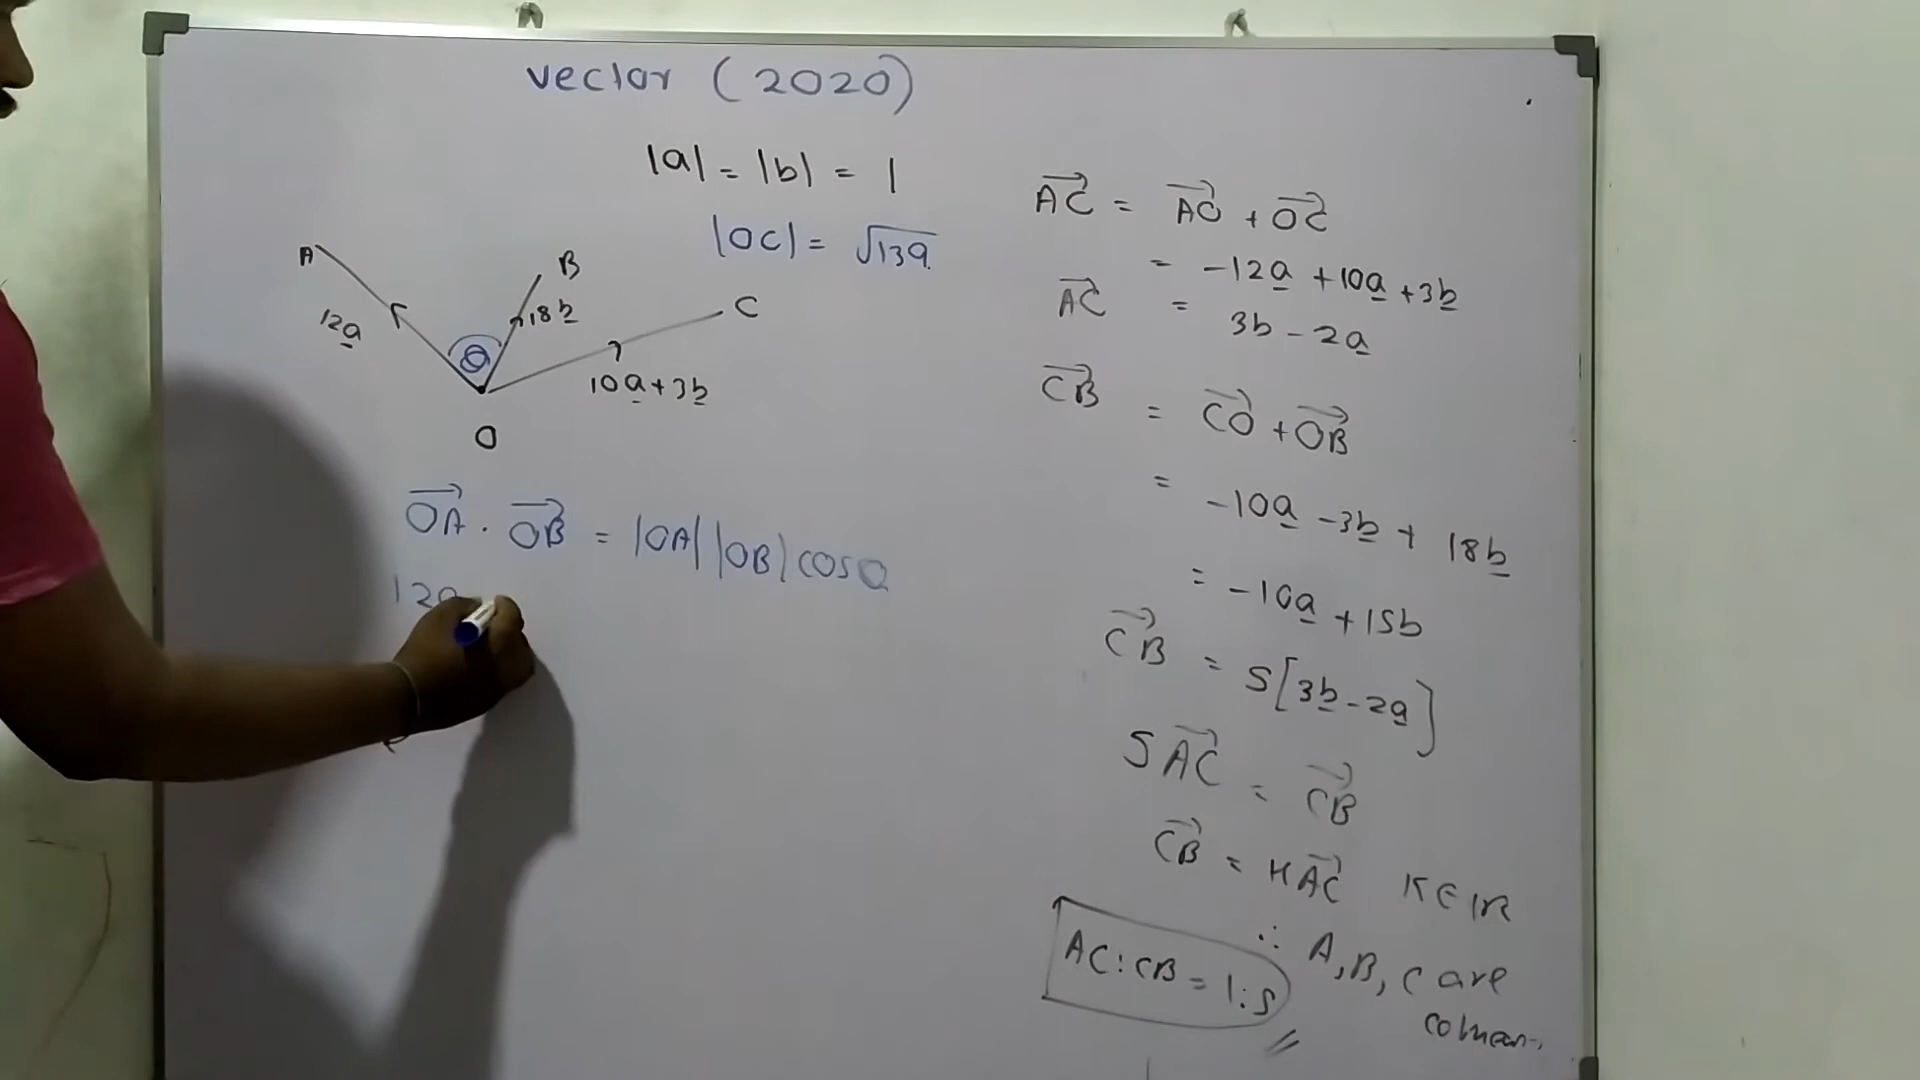 vector (2020)
|a| = |b| = 1
|OC| = √139
A
B
C
12a
18b
10a+3b
θ
O
OA . OB = |OA| |OB| cosθ
12a
AC = AO + OC
= -12a + 10a + 3b
AC = 3b - 2a
CB = CO + OB
= -10a - 3b + 18b
= -10a + 15b
CB = 5[3b - 2a]
5AC = CB
CB = KAC K∈IR
∴ A, B, C are
AC:CB = 1:5